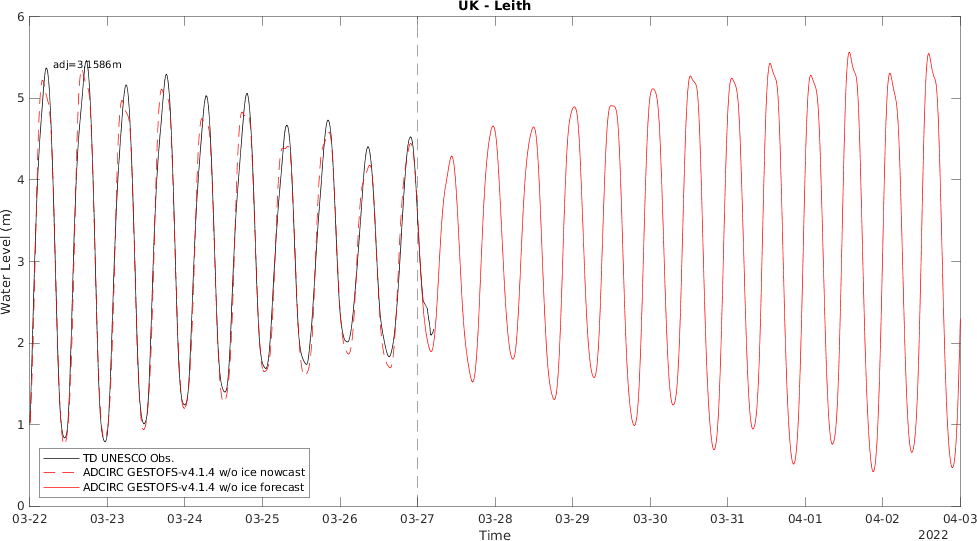 UK - Leith
adj=3.1586m
6
5
4
3
2
1
0
Water Level (m)
TD UNESCO Obs.
ADCIRC GESTOFS-v4.1.4 w/o ice nowcast
ADCIRC GESTOFS-v4.1.4 w/o ice forecast
03-22 03-23 03-24 03-25 03-26 03-27 03-28 03-29 03-30 03-31 04-01 04-02 04-03
Time
2022